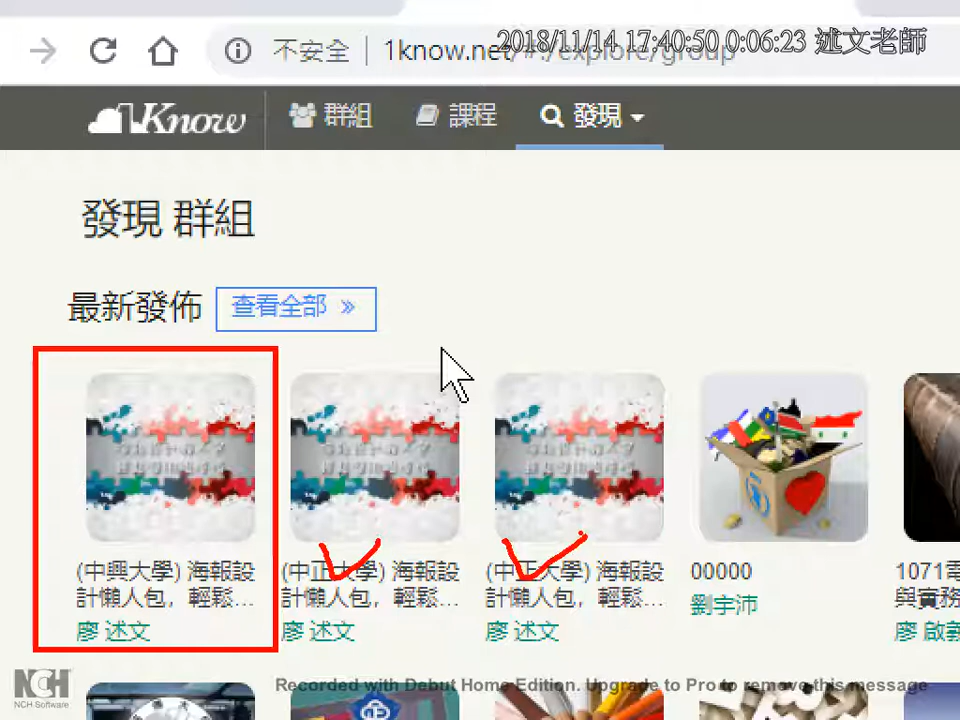 2018/11/14 17:40:50 0:06:23 述文老師
不安全 | 1know.net/#!/explore/group
1Know 群組 課程 發現
發現 群組
最新發佈 查看全部 »
(中興大學) 海報設計懶人包，輕鬆...
廖 述文
(中正大學) 海報設計懶人包，輕鬆...
廖 述文
(中正大學) 海報設計懶人包，輕鬆...
廖 述文
00000
劉宇沛
1071電
與實務
廖 啟敦
NCH
NCH Software
Recorded with Debut Home Edition. Upgrade to Pro to remove this message